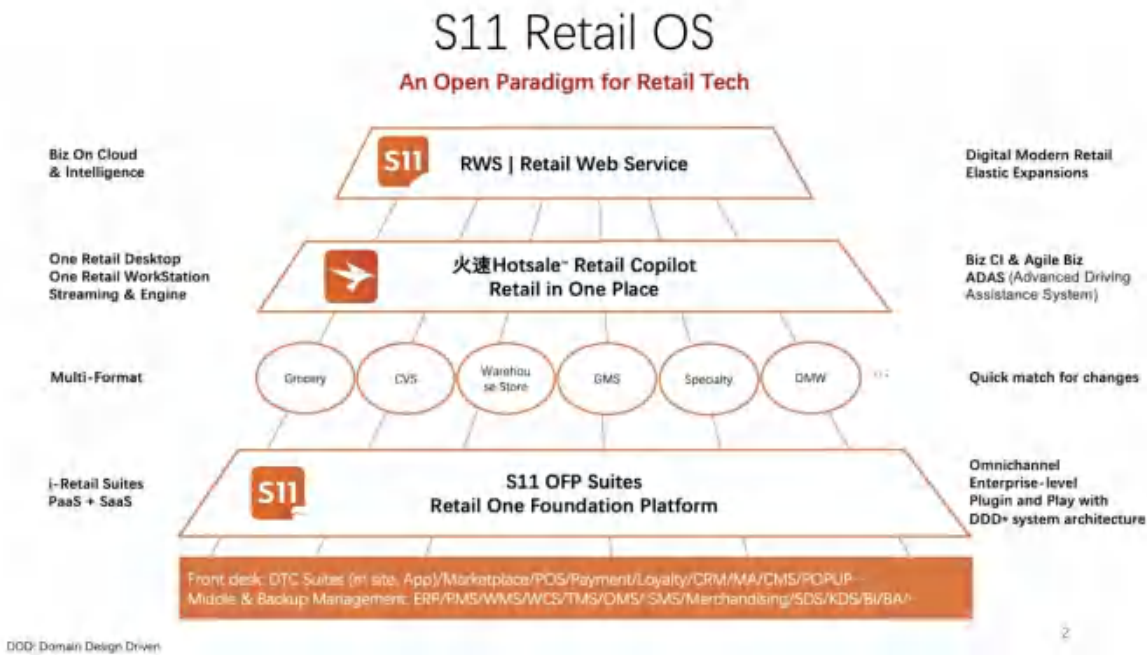 S11 Retail OS
An Open Paradigm for Retail Tech
Biz On Cloud
& Intelligence
S11
RWS | Retail Web Service
Digital Modern Retail
Elastic Expansions
One Retail Desktop
One Retail WorkStation
Streaming & Engine
火速Hotsale™ Retail Copilot
Retail in One Place
Biz CI & Agile Biz
ADAS (Advanced Driving
Assistance System)
Multi-Format
Grocery
CVS
Warehou
se Store
GMS
Specialty
DMW
...
Quick match for changes
i-Retail Suites
PaaS + SaaS
S11
S11 OFP Suites
Retail One Foundation Platform
Omnichannel
Enterprise-level
Plugin and Play with
DDD+ system architecture
Front desk: DTC Suites (m site, App)/Marketplace/POS/Payment/Loyalty/CRM/MA/CMS/POPUP...
Middle & Backup Management: ERP/PMS/WMS/WCS/TMS/OMS/ SMS/Merchandising/SDS/KDS/BI/BA/
DDD: Domain Design Driven
2